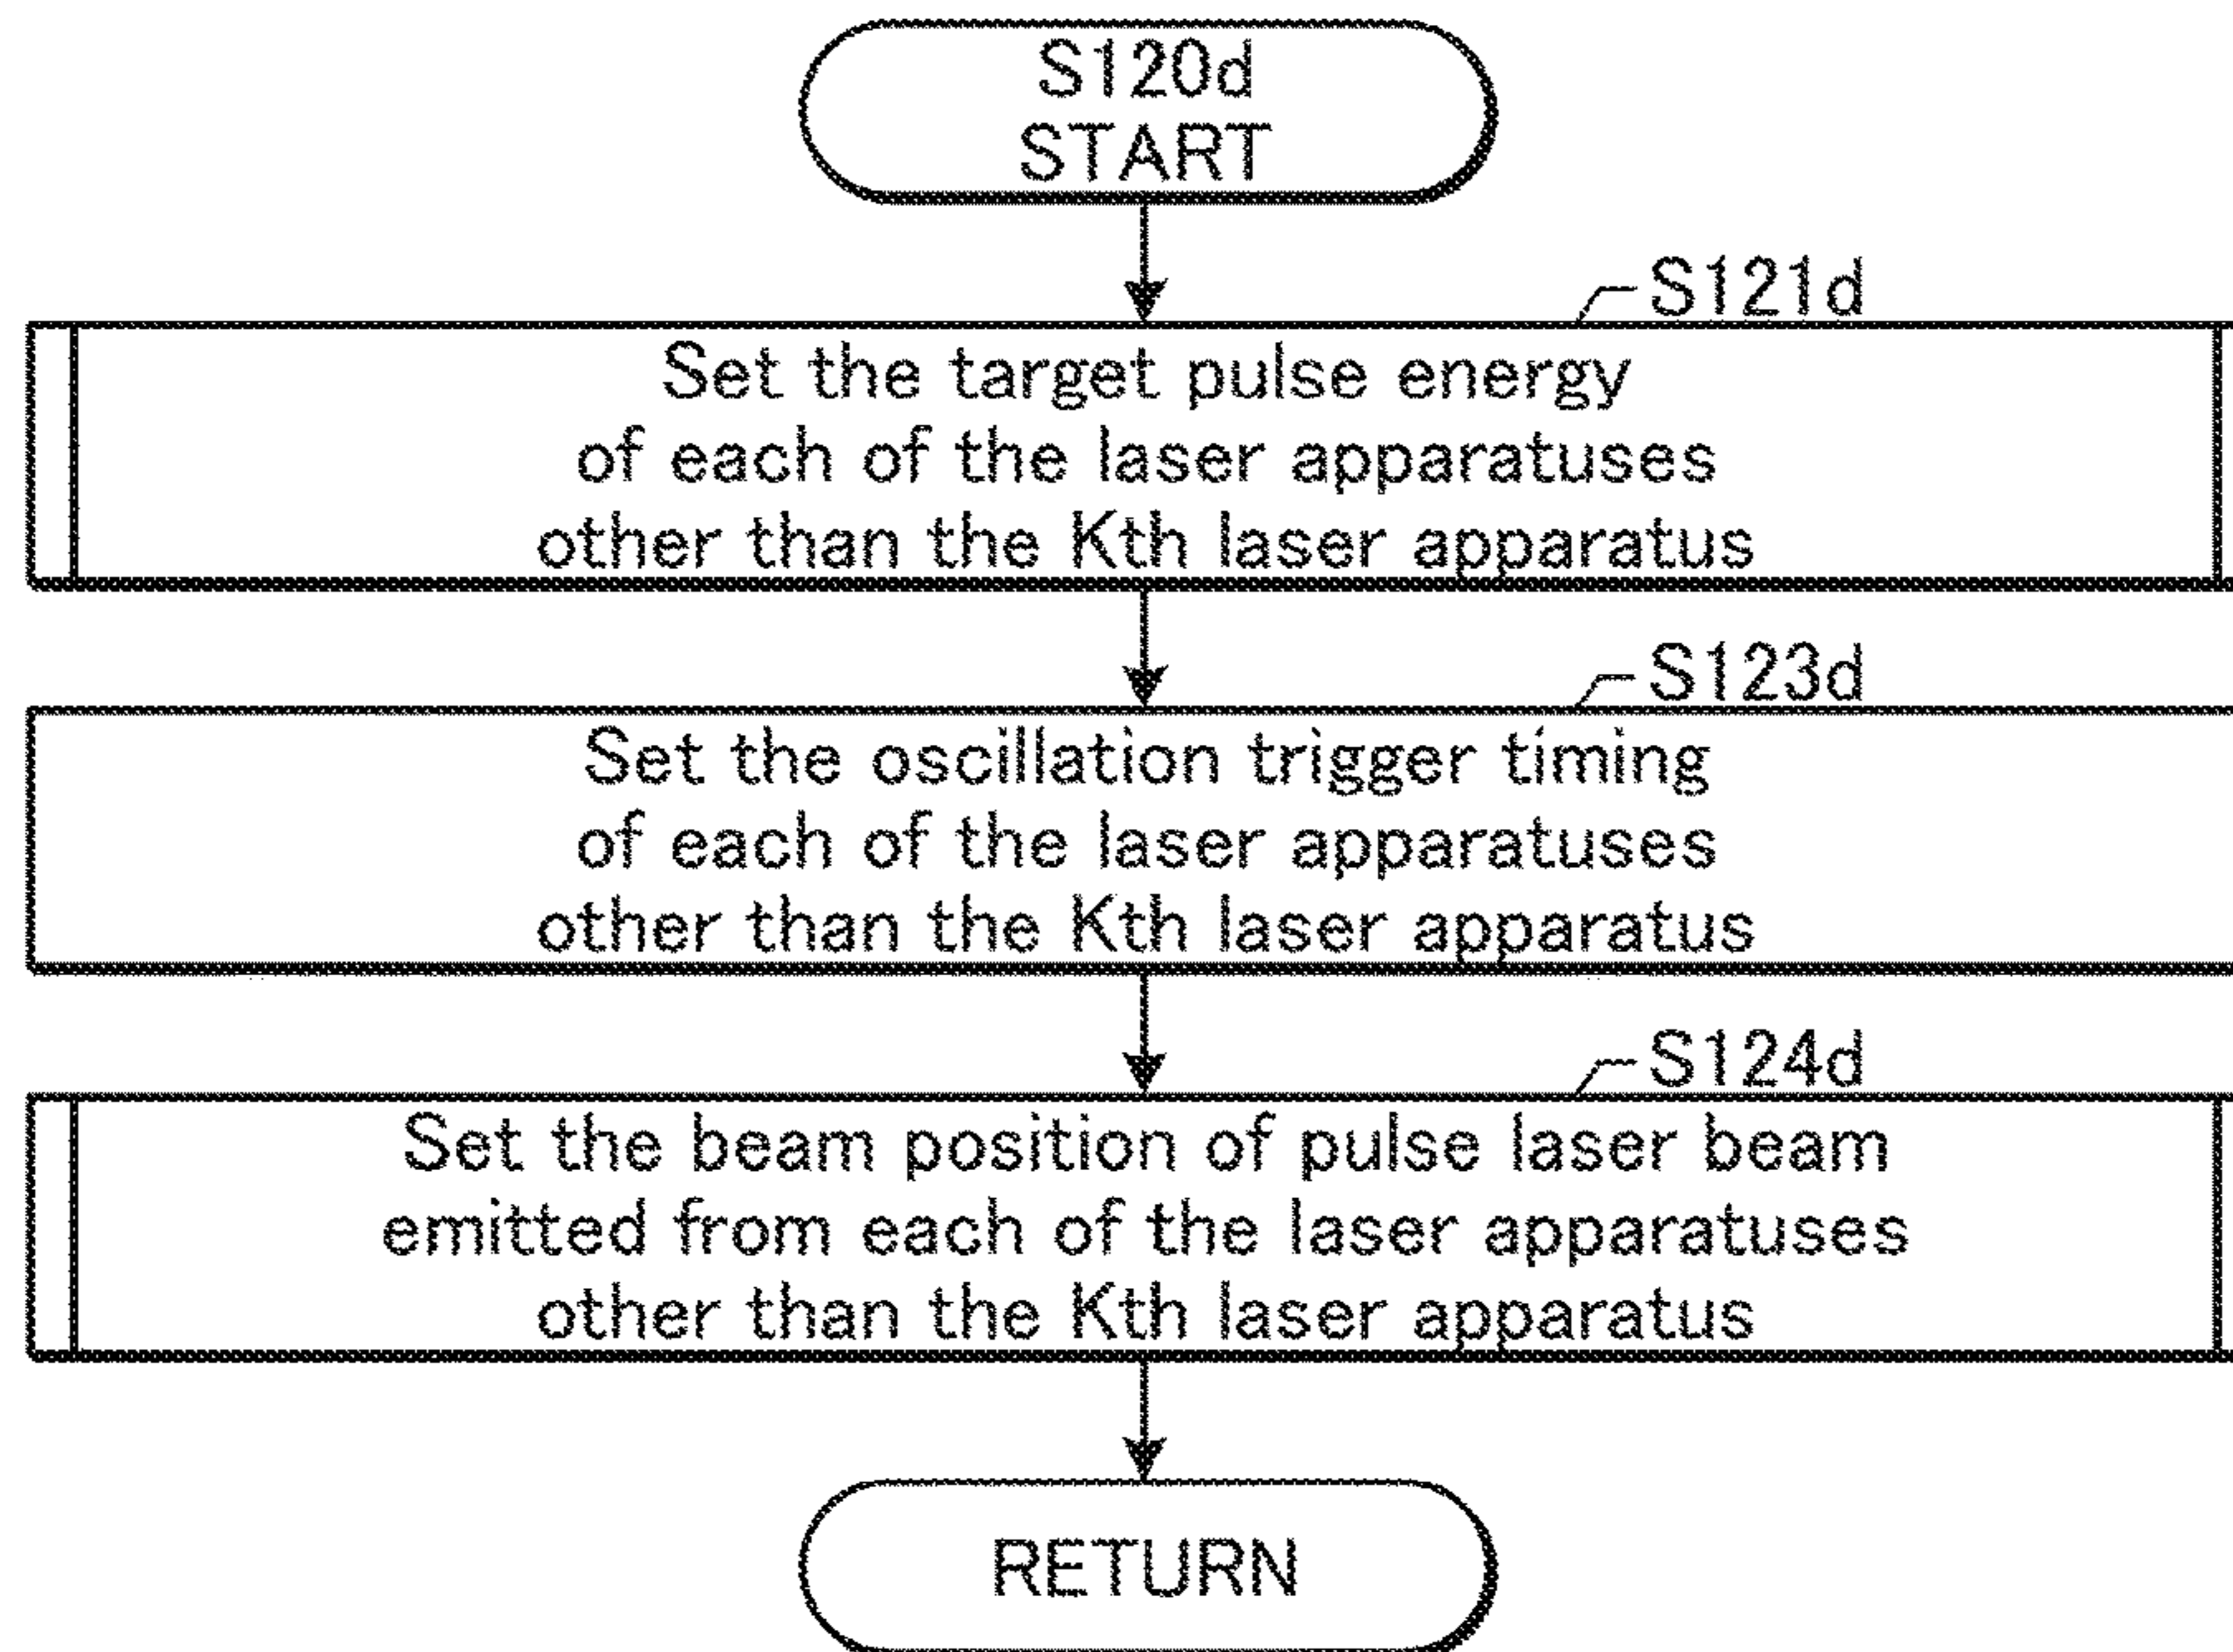 S120d
START
S121d
Set the target pulse energy
of each of the laser apparatuses
other than the Kth laser apparatus
S123d
Set the oscillation trigger timing
of each of the laser apparatuses
other than the Kth laser apparatus
S124d
Set the beam position of pulse laser beam
emitted from each of the laser apparatuses
other than the Kth laser apparatus
RETURN